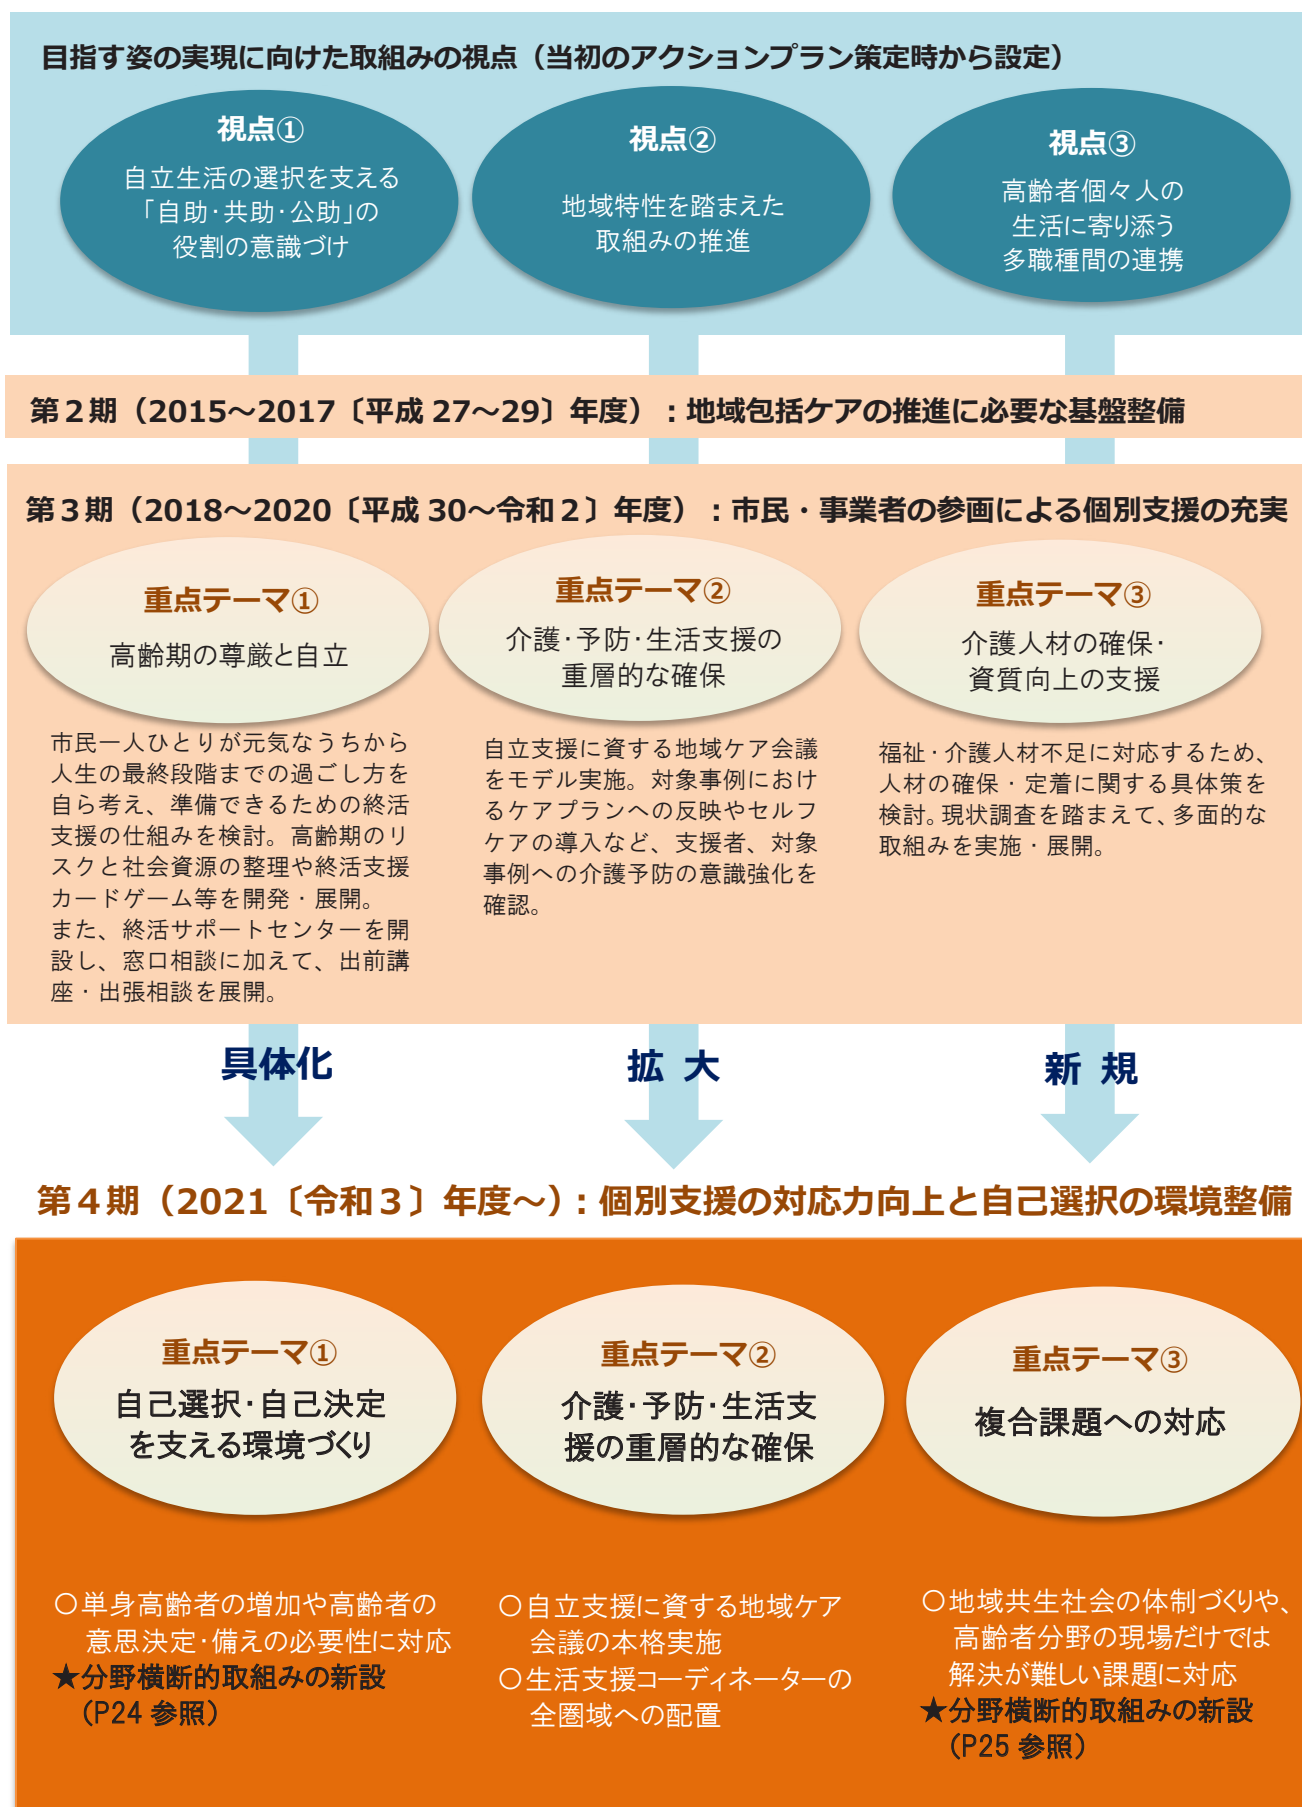 目指す姿の実現に向けた取組みの視点（当初のアクションプラン策定時から設定）
視点①
自立生活の選択を支える
「自助・共助・公助」の
役割の意識づけ
視点②
地域特性を踏まえた
取組みの推進
視点③
高齢者個々人の
生活に寄り添う
多職種間の連携
第２期（2015～2017〔平成 27～29〕年度）：地域包括ケアの推進に必要な基盤整備
第３期（2018～2020〔平成 30～令和２〕年度）：市民・事業者の参画による個別支援の充実
重点テーマ①
高齢期の尊厳と自立
市民一人ひとりが元気なうちから
人生の最終段階までの過ごし方を
自ら考え、準備できるための終活
支援の仕組みを検討。高齢期のリ
スクと社会資源の整理や終活支援
カードゲーム等を開発・展開。
また、終活サポートセンターを開
設し、窓口相談に加えて、出前講
座・出張相談を展開。
重点テーマ②
介護・予防・生活支援の
重層的な確保
自立支援に資する地域ケア会議
をモデル実施。対象事例におけ
るケアプランへの反映やセルフ
ケアの導入など、支援者、対象
事例への介護予防の意識強化を
確認。
重点テーマ③
介護人材の確保・
資質向上の支援
福祉・介護人材不足に対応するため、
人材の確保・定着に関する具体策を
検討。現状調査を踏まえて、多面的な
取組みを実施・展開。
具体化
拡 大
新 規
第４期（2021〔令和３〕年度～）：個別支援の対応力向上と自己選択の環境整備
重点テーマ①
自己選択・自己決定
を支える環境づくり
○単身高齢者の増加や高齢者の
意思決定・備えの必要性に対応
★分野横断的取組みの新設
（P24 参照）
重点テーマ②
介護・予防・生活支
援の重層的な確保
○自立支援に資する地域ケア
会議の本格実施
○生活支援コーディネーターの
全圏域への配置
重点テーマ③
複合課題への対応
○地域共生社会の体制づくりや、
高齢者分野の現場だけでは
解決が難しい課題に対応
★分野横断的取組みの新設
（P25 参照）